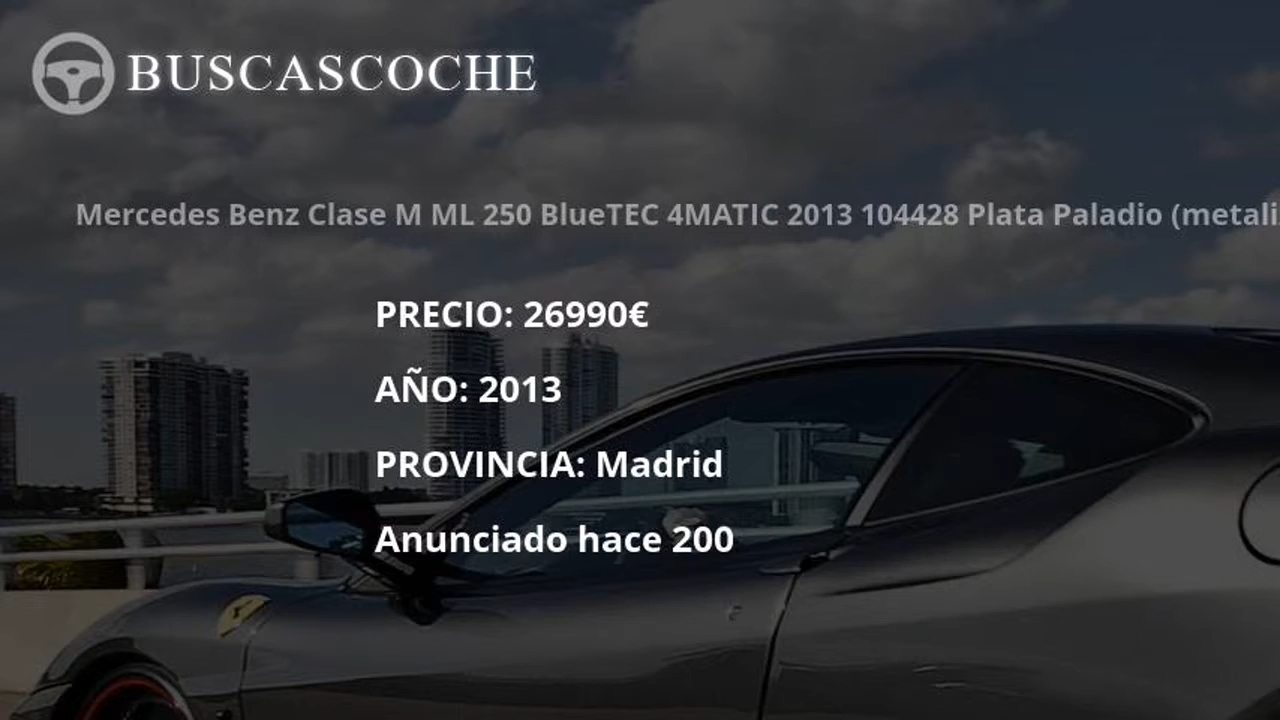 BUSCASCOCHE
Mercedes Benz Clase M ML 250 BlueTEC 4MATIC 2013 104428 Plata Paladio (metali
PRECIO: 26990€
AÑO: 2013
PROVINCIA: Madrid
Anunciado hace 200